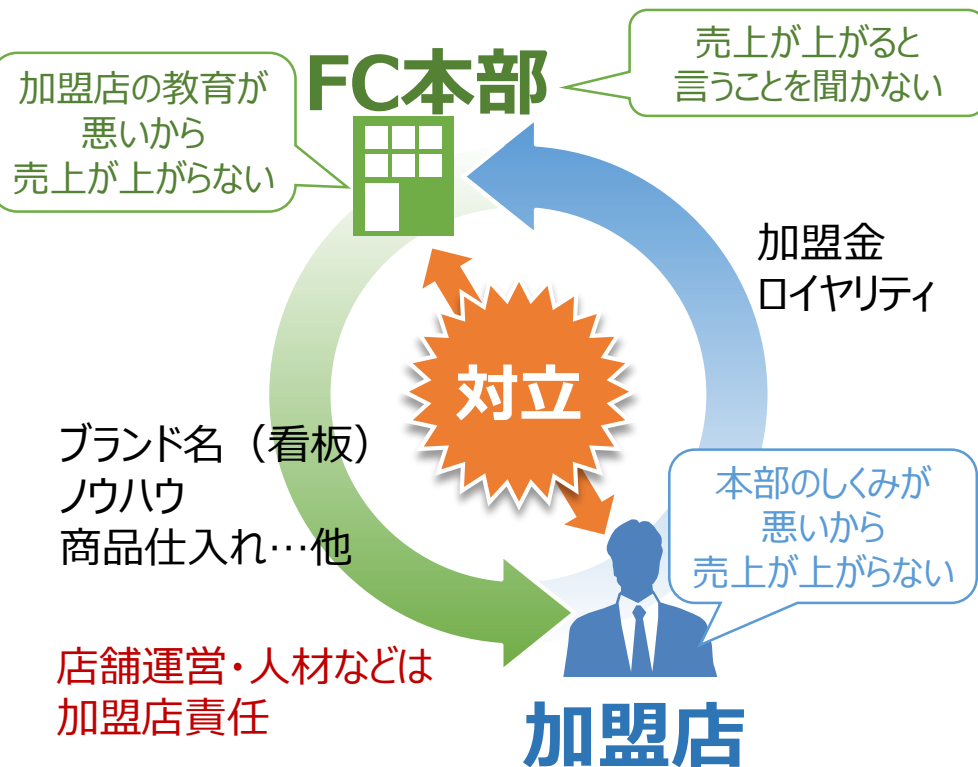 FC本部
売上が上がると
言うことを聞かない
加盟店の教育が
悪いから
売上が上がらない
加盟金
ロイヤリティ
対立
ブランド名（看板）
ノウハウ
商品仕入れ…他
本部のしくみが
悪いから
売上が上がらない
店舗運営・人材などは
加盟店責任
加盟店